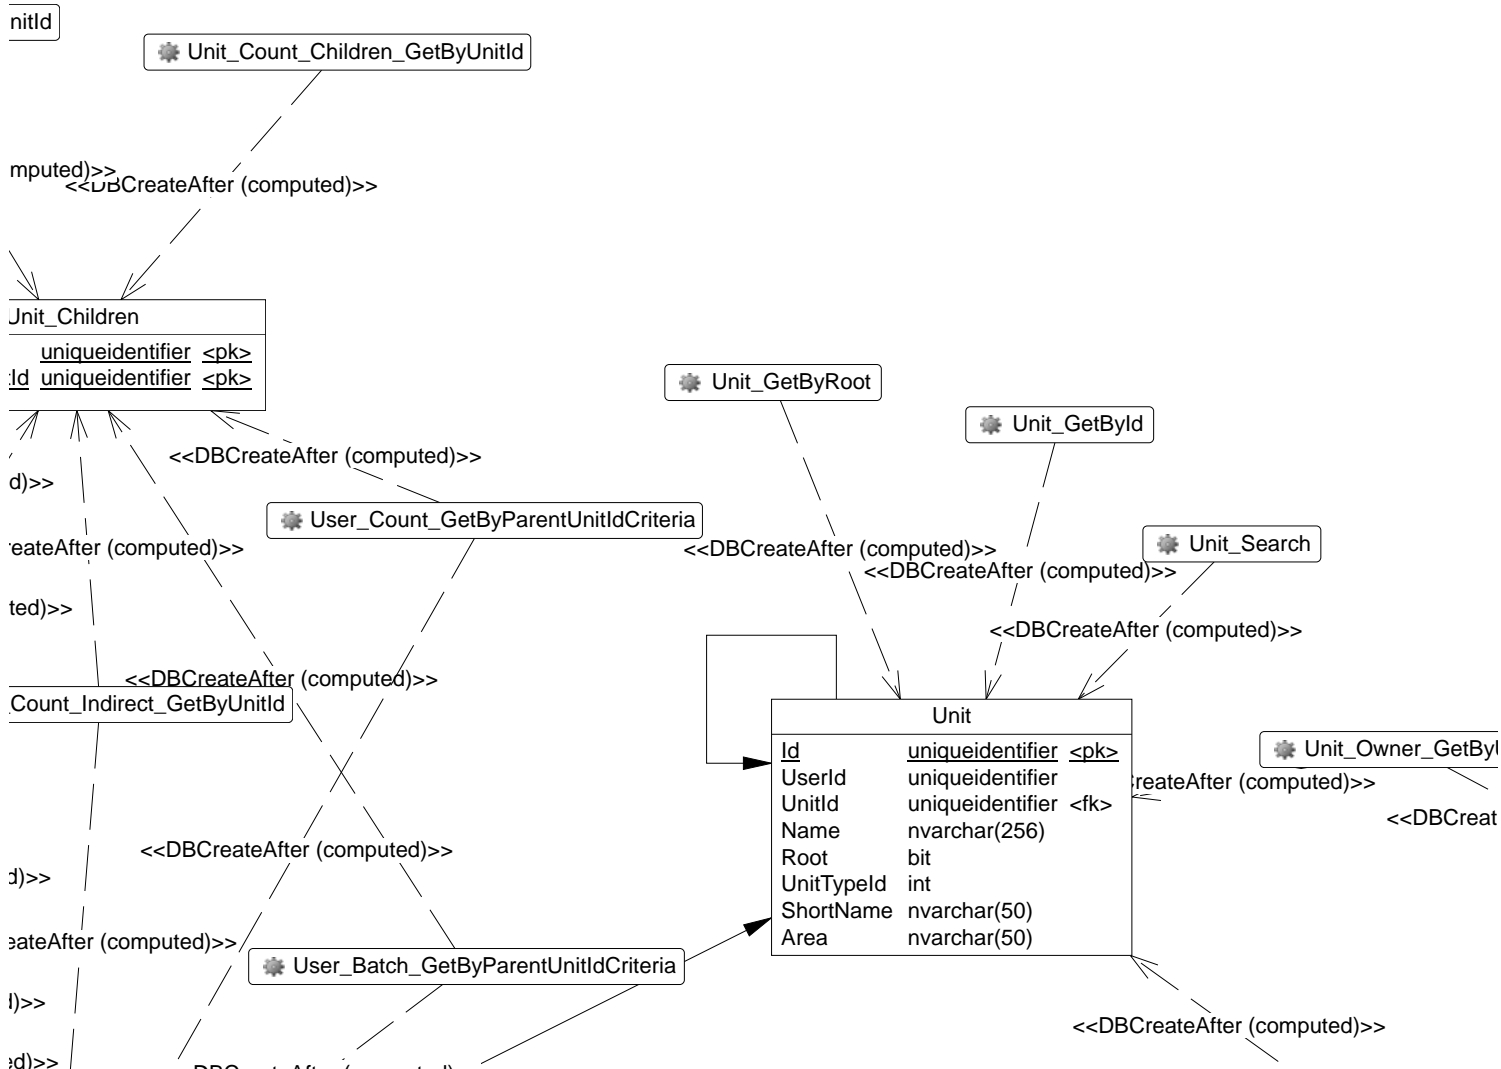 nitId
Unit_Count_Children_GetByUnitId
mputed)>>
<<DBCreateAfter (computed)>>
Unit_Children
uniqueidentifier <pk>
Id uniqueidentifier <pk>
Unit_GetByRoot
Unit_GetById
<<DBCreateAfter (computed)>>
d)>>
User_Count_GetByParentUnitIdCriteria
reateAfter (computed)>>
<<DBCreateAfter (computed)>>
Unit_Search
<<DBCreateAfter (computed)>>
ted)>>
<<DBCreateAfter (computed)>>
<<DBCreateAfter (computed)>>
Count_Indirect_GetByUnitId
Unit
Id uniqueidentifier <pk>
UserId uniqueidentifier
UnitId uniqueidentifier <fk>
Name nvarchar(256)
Root bit
UnitTypeId int
ShortName nvarchar(50)
Area nvarchar(50)
Unit_Owner_GetByU
CreateAfter (computed)>>
<<DBCreat
<<DBCreateAfter (computed)>>
d)>>
eateAfter (computed)>>
User_Batch_GetByParentUnitIdCriteria
d)>>
<<DBCreateAfter (computed)>>
ed)>>